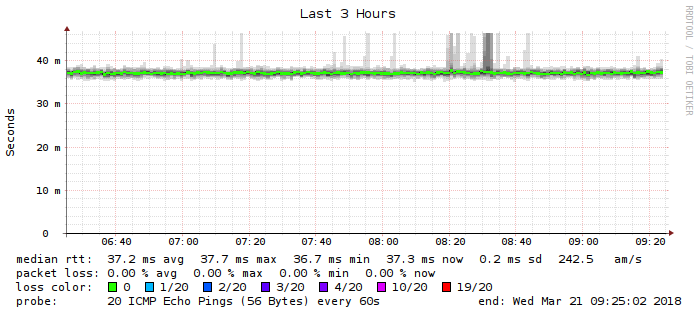 Last 3 Hours
RRDTOOL / TOBI OETIKER
Seconds
40 m
30 m
20 m
10 m
0
06:40 07:00 07:20 07:40 08:00 08:20 08:40 09:00 09:20
median rtt: 37.2 ms avg 37.7 ms max 36.7 ms min 37.3 ms now 0.2 ms sd 242.5 am/s
packet loss: 0.00 % avg 0.00 % max 0.00 % min 0.00 % now
loss color: 0 1/20 2/20 3/20 4/20 10/20 19/20
probe: 20 ICMP Echo Pings (56 Bytes) every 60s end: Wed Mar 21 09:25:02 2018